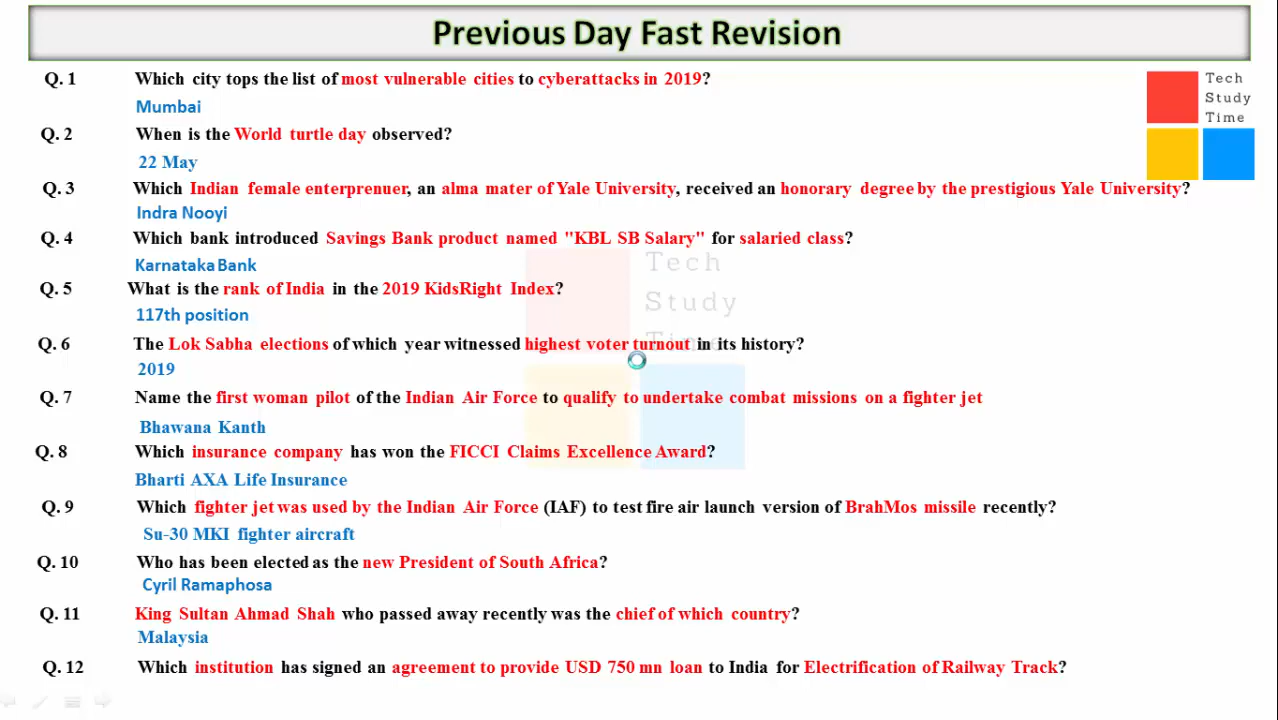 Previous Day Fast Revision
Tech
Study
Time
Q. 1 Which city tops the list of most vulnerable cities to cyberattacks in 2019?
Mumbai
Q. 2 When is the World turtle day observed?
22 May
Q. 3 Which Indian female enterprenuer, an alma mater of Yale University, received an honorary degree by the prestigious Yale University?
Indra Nooyi
Q. 4 Which bank introduced Savings Bank product named "KBL SB Salary" for salaried class?
Karnataka Bank
Tech
Q. 5 What is the rank of India in the 2019 KidsRight Index?
Study
117th position
Time
Q. 6 The Lok Sabha elections of which year witnessed highest voter turnout in its history?
2019
Q. 7 Name the first woman pilot of the Indian Air Force to qualify to undertake combat missions on a fighter jet
Bhawana Kanth
Q. 8 Which insurance company has won the FICCI Claims Excellence Award?
Bharti AXA Life Insurance
Q. 9 Which fighter jet was used by the Indian Air Force (IAF) to test fire air launch version of BrahMos missile recently?
Su-30 MKI fighter aircraft
Q. 10 Who has been elected as the new President of South Africa?
Cyril Ramaphosa
Q. 11 King Sultan Ahmad Shah who passed away recently was the chief of which country?
Malaysia
Q. 12 Which institution has signed an agreement to provide USD 750 mn loan to India for Electrification of Railway Track?